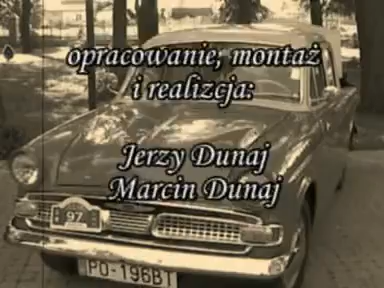 opracowanie, montaż
i realizcja:
Jerzy Dunaj
Marcin Dunaj
97
PO-196BT